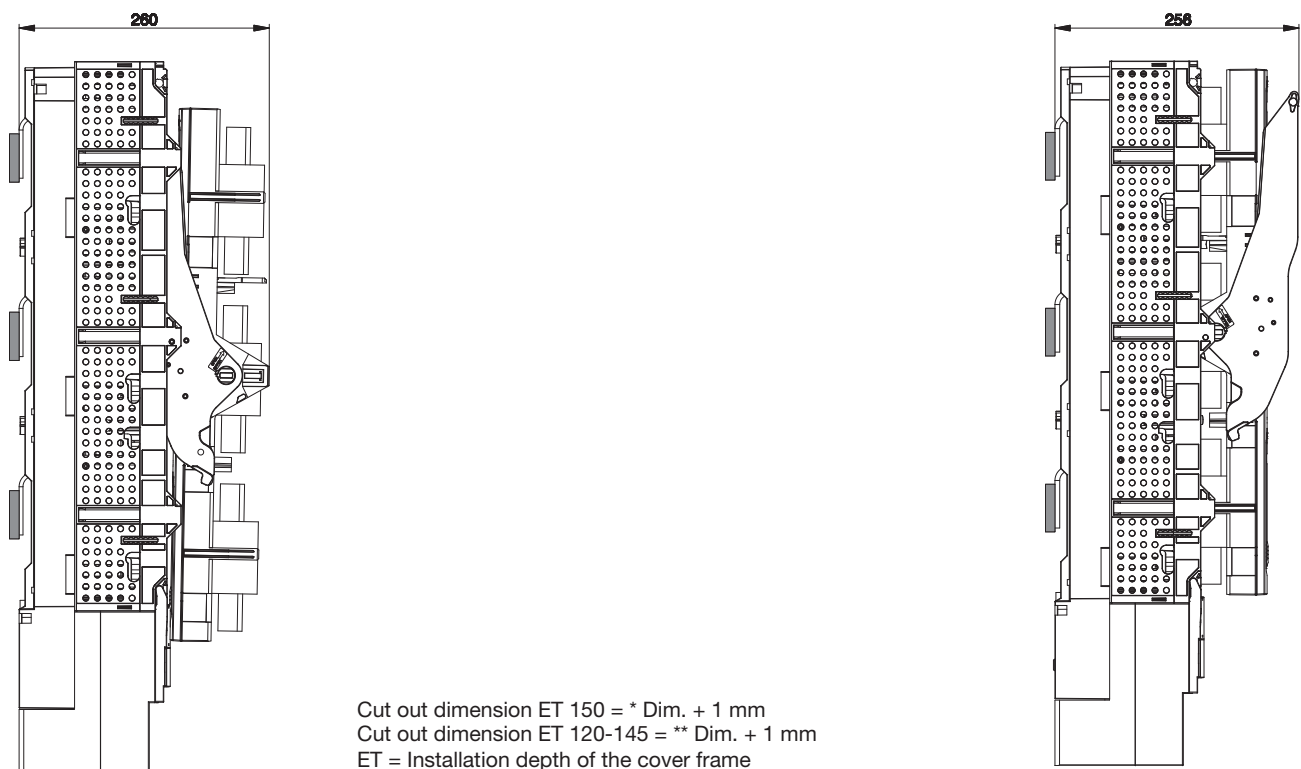 260
256
Cut out dimension ET 150 = * Dim. + 1 mm
Cut out dimension ET 120-145 = ** Dim. + 1 mm
ET = Installation depth of the cover frame